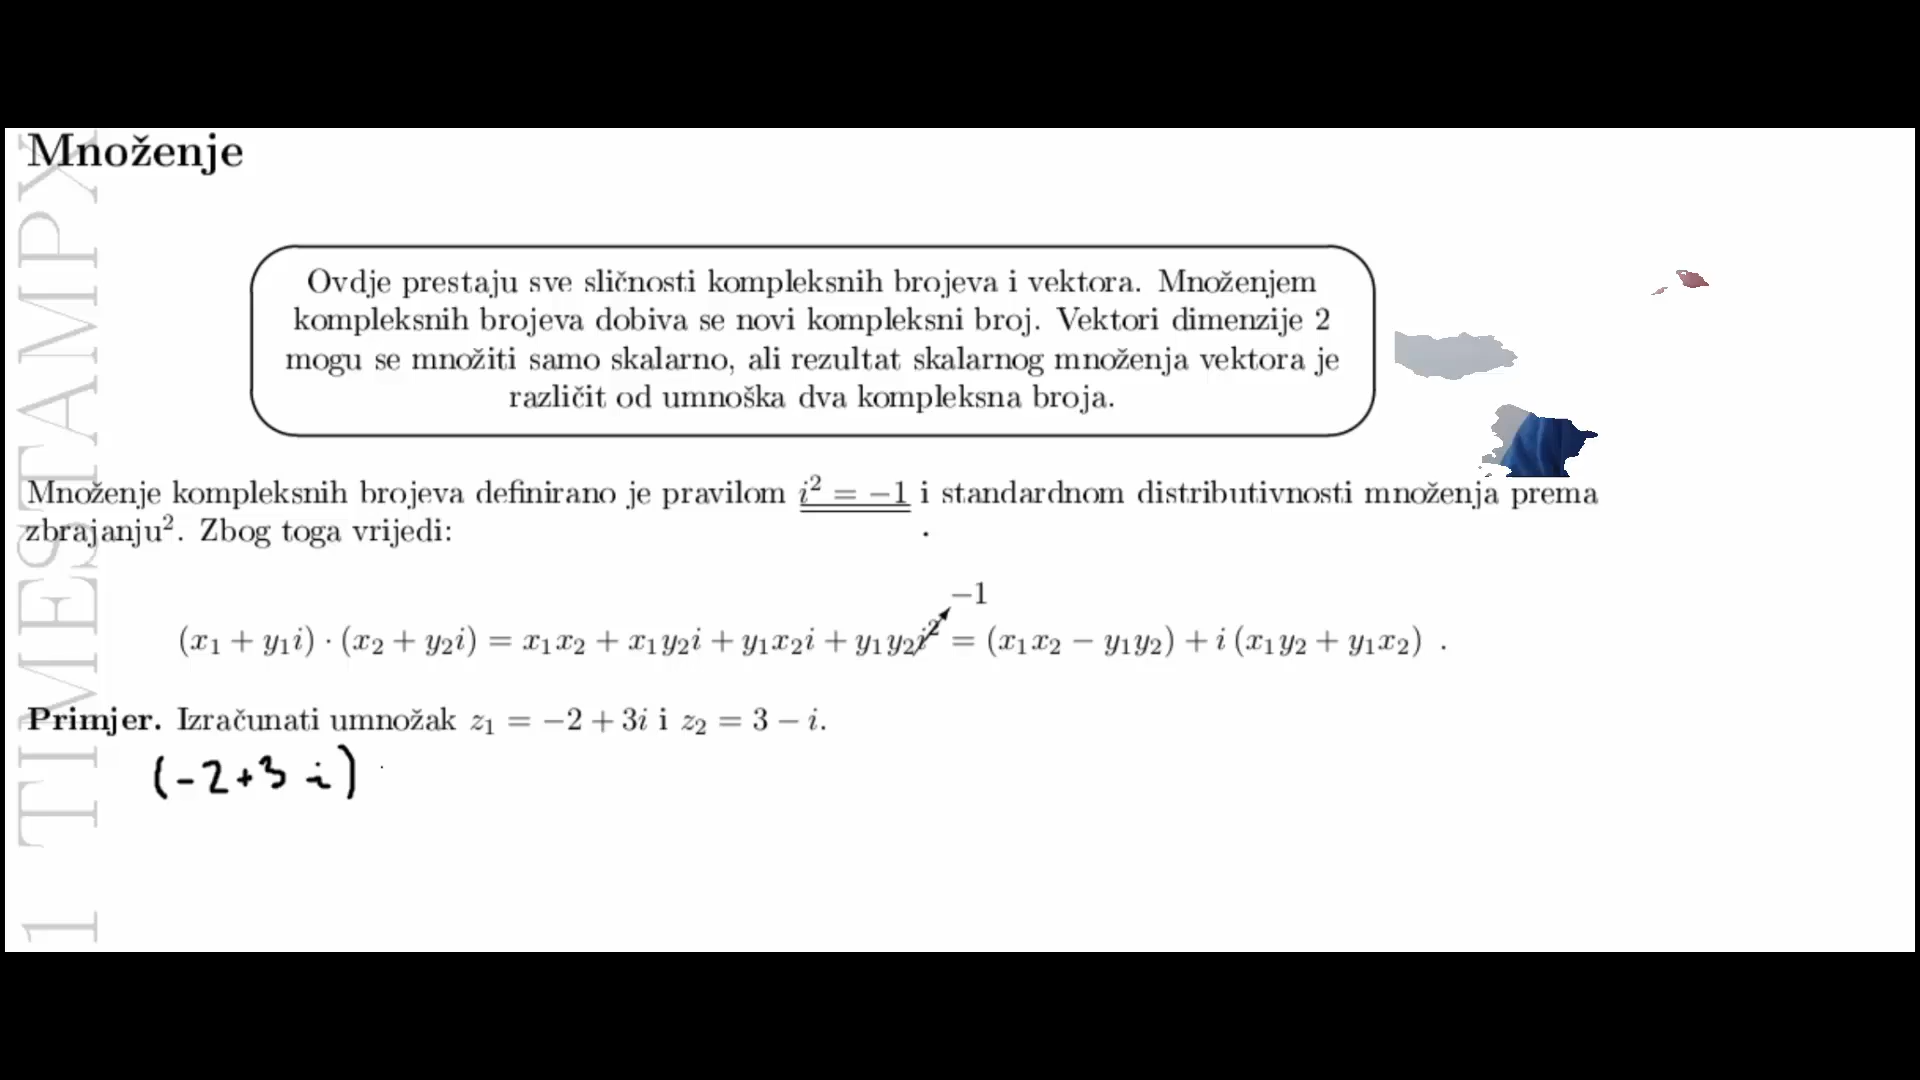 Množenje
Ovdje prestaju sve sličnosti kompleksnih brojeva i vektora. Množenjem
kompleksnih brojeva dobiva se novi kompleksni broj. Vektori dimenzije 2
mogu se množiti samo skalarno, ali rezultat skalarnog množenja vektora je
različit od umnoška dva kompleksna broja.
Množenje kompleksnih brojeva definirano je pravilom i² = −1 i standardnom distributivnosti množenja prema
zbrajanju². Zbog toga vrijedi:
(x₁ + y₁i) · (x₂ + y₂i) = x₁x₂ + x₁y₂i + y₁x₂i + y₁y₂i² −1 = (x₁x₂ − y₁y₂) + i (x₁y₂ + y₁x₂) .
Primjer. Izračunati umnožak z₁ = −2 + 3i i z₂ = 3 − i.
(-2+3 i)
1 TIMESTAMPX